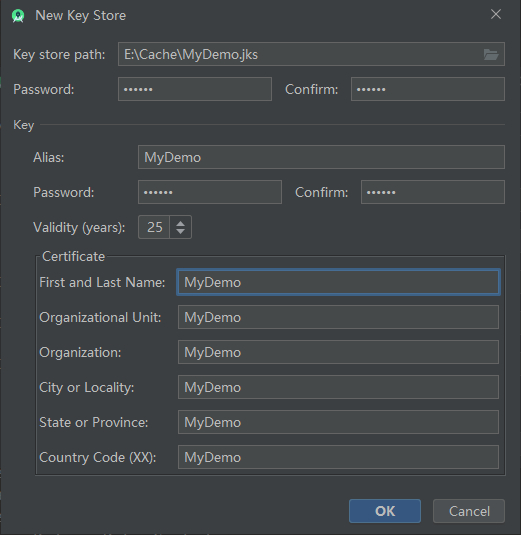 New Key Store
Key store path: E:\Cache\MyDemo.jks
Password: •••••• Confirm: ••••••
Key
Alias: MyDemo
Password: •••••• Confirm: ••••••
Validity (years): 25
Certificate
First and Last Name: MyDemo
Organizational Unit: MyDemo
Organization: MyDemo
City or Locality: MyDemo
State or Province: MyDemo
Country Code (XX): MyDemo
OK Cancel